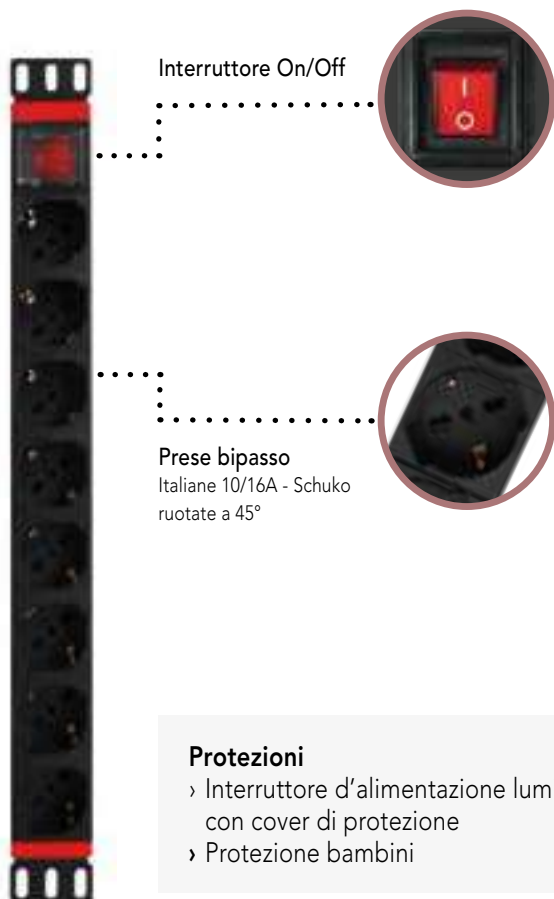 Interruttore On/Off
Prese bipasso
Italiane 10/16A - Schuko
ruotate a 45°
Protezioni
› Interruttore d'alimentazione lum
con cover di protezione
› Protezione bambini